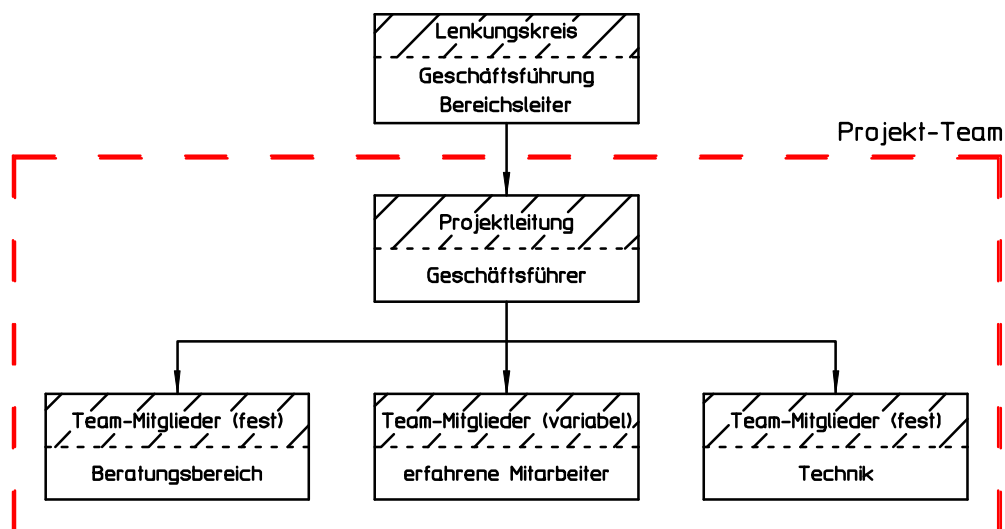 Lenkungskreis
Geschäftsführung
Bereichsleiter
Projekt-Team
Projektleitung
Geschäftsführer
Team-Mitglieder (fest)
Beratungsbereich
Team-Mitglieder (variabel)
erfahrene Mitarbeiter
Team-Mitglieder (fest)
Technik